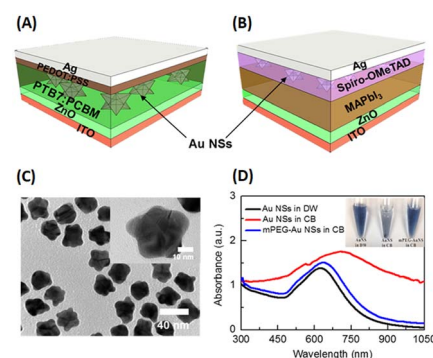 (A)
Ag
PEDOT:PSS
PTB7:PCBM
ZnO
ITO
Au NSs
(B)
Ag
Spiro-OMeTAD
MAPbI3
ZnO
ITO
(C)
10 nm
40 nm
(D)
Au NSs in DW
Au NSs in CB
mPEG-Au NSs in CB
Absorbance (a.u.)
3
2
1
0
300 450 600 750 900 1050
Wavelength (nm)